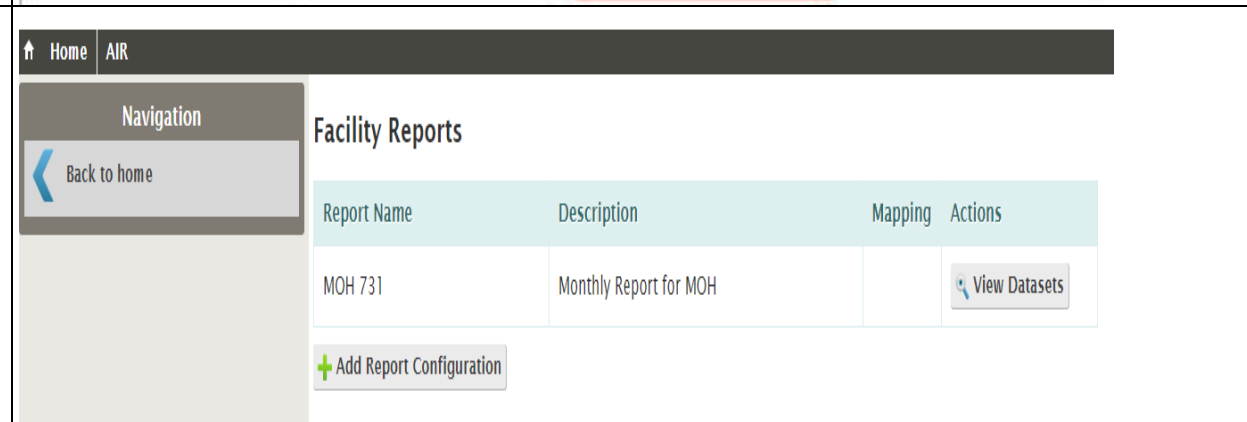 Home AIR
Navigation
Back to home
Facility Reports
Report Name Description Mapping Actions
MOH 731 Monthly Report for MOH View Datasets
Add Report Configuration